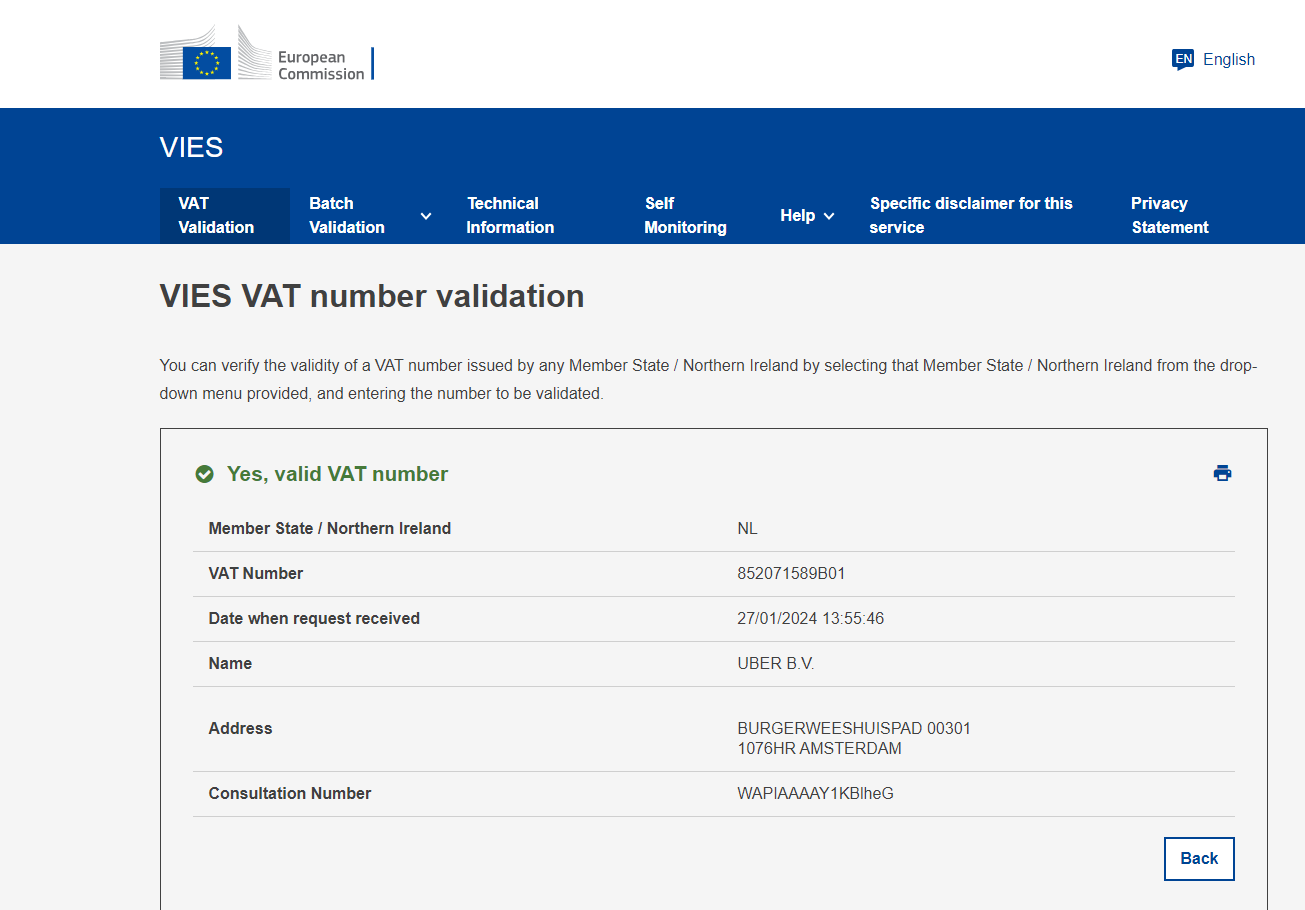 European
Commission
EN English
VIES
VAT
Validation
Batch
Validation
Technical
Information
Self
Monitoring
Help
Specific disclaimer for this
service
Privacy
Statement
VIES VAT number validation
You can verify the validity of a VAT number issued by any Member State / Northern Ireland by selecting that Member State / Northern Ireland from the drop-
down menu provided, and entering the number to be validated.
Yes, valid VAT number
Member State / Northern Ireland NL
VAT Number 852071589B01
Date when request received 27/01/2024 13:55:46
Name UBER B.V.
Address BURGERWEESHUISPAD 00301
1076HR AMSTERDAM
Consultation Number WAPIAAAAY1KBlheG
Back